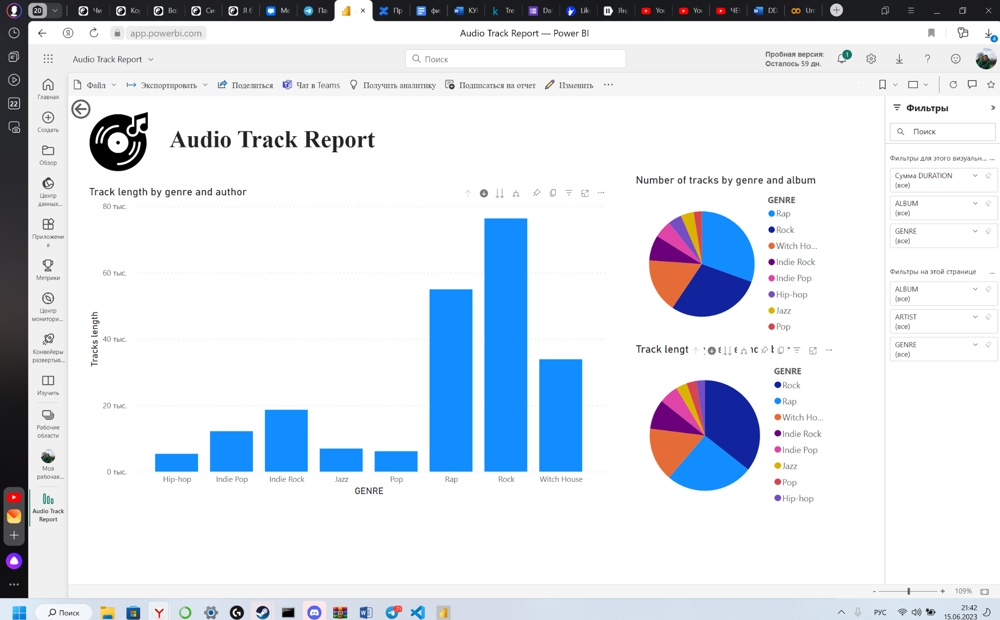 20
Чи
Ко
Во
Си
Я б
Ме
Па
Пр
фи
КУ
Tre
Da
Lik
Янд
You
You
ЧЕ
DD
Un
app.powerbi.com
Audio Track Report — Power BI
4
22
Audio Track Report
Поиск
Пробная версия:
Осталось 59 дн.
1
Файл
Экспортировать
Поделиться
Чат в Teams
Получить аналитику
Подписаться на отчет
Изменить
Главная
Создать
Обзор
Центр
данных...
Приложени
я
Метрики
Центр
монитори...
Конвейеры
развертыв...
Изучить
Рабочие
области
Моя
рабочая...
Audio Track
Report
Audio Track Report
Track length by genre and author
80 тыс.
60 тыс.
40 тыс.
20 тыс.
0 тыс.
Tracks length
Hip-hop
Indie Pop
Indie Rock
Jazz
Pop
Rap
Rock
Witch House
GENRE
Number of tracks by genre and album
GENRE
Rap
Rock
Witch Ho...
Indie Rock
Indie Pop
Hip-hop
Jazz
Pop
Track lengt
GENRE
Rock
Rap
Witch Ho...
Indie Rock
Indie Pop
Jazz
Pop
Hip-hop
Фильтры
Поиск
Фильтры для этого визуальн... ...
Сумма DURATION
(все)
ALBUM
(все)
GENRE
(все)
Фильтры на этой странице ...
ALBUM
(все)
ARTIST
(все)
GENRE
(все)
- + 109%
Поиск
71
РУС
21:42
15.06.2023